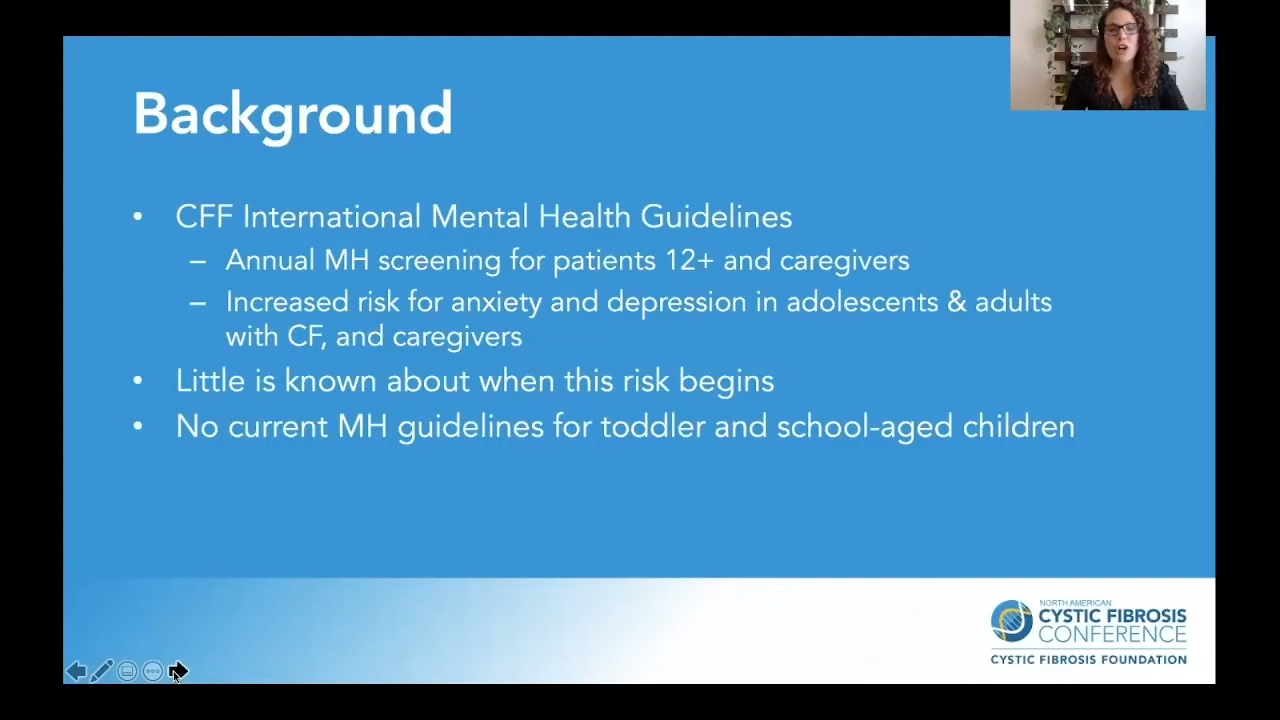 Background
• CFF International Mental Health Guidelines
– Annual MH screening for patients 12+ and caregivers
– Increased risk for anxiety and depression in adolescents & adults
with CF, and caregivers
• Little is known about when this risk begins
• No current MH guidelines for toddler and school-aged children
NORTH AMERICAN
CYSTIC FIBROSIS
CONFERENCE
CYSTIC FIBROSIS FOUNDATION